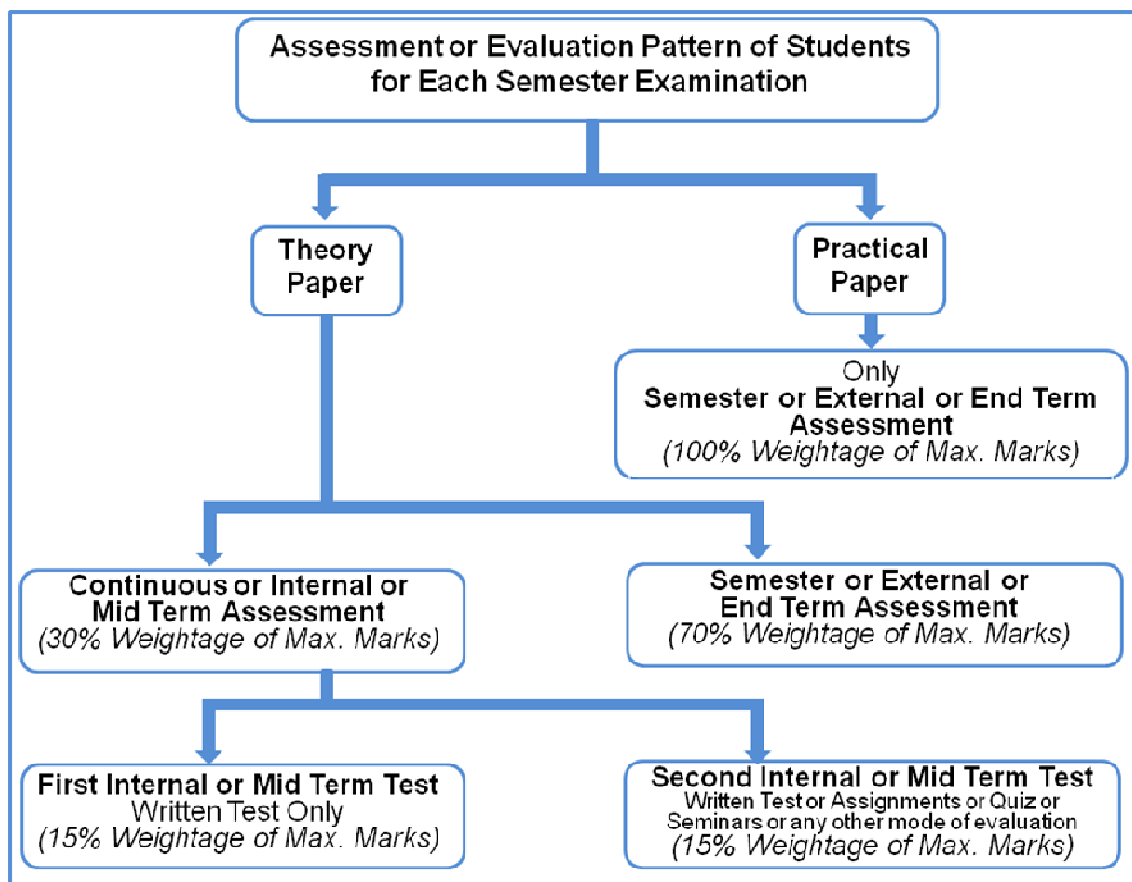 Assessment or Evaluation Pattern of Students
for Each Semester Examination
Theory
Paper
Practical
Paper
Only
Semester or External or End Term
Assessment
(100% Weightage of Max. Marks)
Continuous or Internal or
Mid Term Assessment
(30% Weightage of Max. Marks)
Semester or External or
End Term Assessment
(70% Weightage of Max. Marks)
First Internal or Mid Term Test
Written Test Only
(15% Weightage of Max. Marks)
Second Internal or Mid Term Test
Written Test or Assignments or Quiz or
Seminars or any other mode of evaluation
(15% Weightage of Max. Marks)